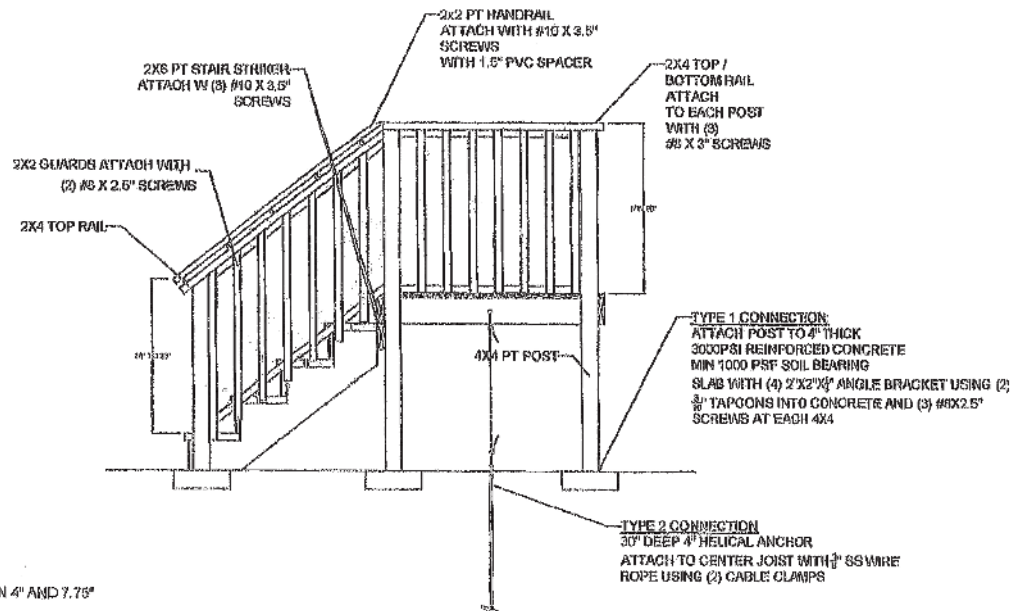 2x2 PT HANDRAIL
ATTACH WITH #10 X 3.5"
SCREWS
WITH 1.5" PVC SPACER
2X6 PT STAIR STRIKER
ATTACH W (3) #10 X 3.5"
SCREWS
2X4 TOP /
BOTTOM RAIL
ATTACH
TO EACH POST
WITH (3)
#8 X 3" SCREWS
2X2 GUARDS ATTACH WITH
(2) #8 X 2.5" SCREWS
2X4 TOP RAIL
4X4 PT POST
TYPE 1 CONNECTION
ATTACH POST TO 4" THICK
3000PSI REINFORCED CONCRETE
MIN 1000 PSF SOIL BEARING
SLAB WITH (4) 2"X2"X ANGLE BRACKET USING (2)
TAPCONS INTO CONCRETE AND (3) #8X2.5"
SCREWS AT EACH 4X4
TYPE 2 CONNECTION
30" DEEP 4" HELICAL ANCHOR
ATTACH TO CENTER JOIST WITH SS WIRE
ROPE USING (2) CABLE CLAMPS
N 4" AND 7.75"